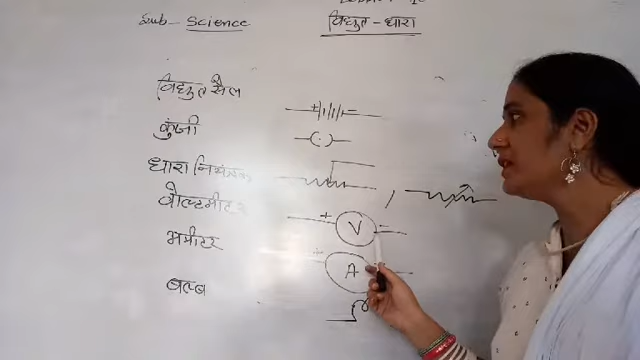 Sub- Science
विद्युत - धारा
विद्युत सैल
कुंजी
धारा नियंत्रक
वोल्टमीटर
+ V -
अमीटर
+ A
बल्ब